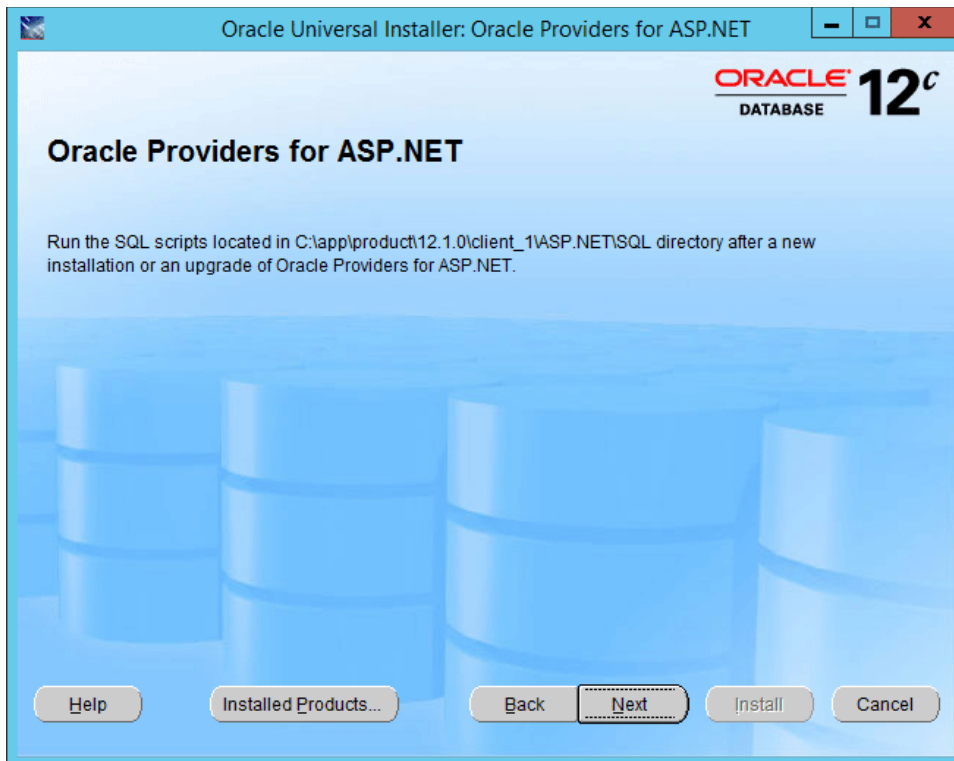 Oracle Universal Installer: Oracle Providers for ASP.NET
ORACLE
DATABASE
12c
Oracle Providers for ASP.NET
Run the SQL scripts located in C:\app\product\12.1.0\client_1\ASP.NET\SQL directory after a new
installation or an upgrade of Oracle Providers for ASP.NET.
Help
Installed Products...
Back
Next
Install
Cancel